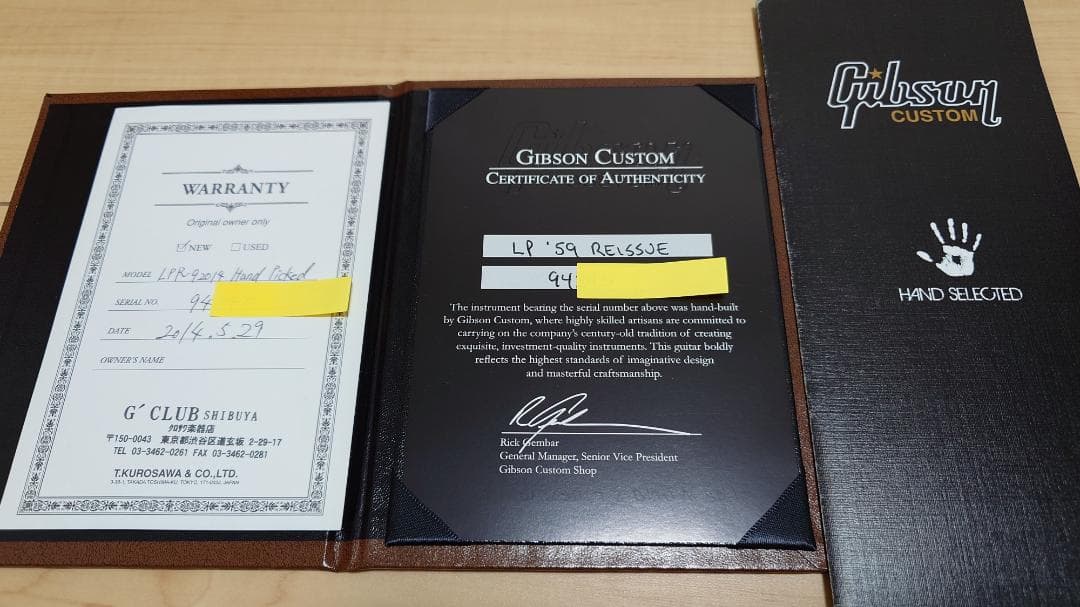 WARRANTY
Original owner only
☑NEW ☐USED
MODEL LPR-9 2014 Hand Picked
SERIAL NO. 94
DATE 2014.5.29
OWNER'S NAME
G' CLUB SHIBUYA
クロサワ楽器店
〒150-0043 東京都渋谷区道玄坂 2-29-17
TEL 03-3462-0261 FAX 03-3462-0281
T.KUROSAWA & CO.,LTD.
TAKADA TOSHIMA-KU, TOKYO, JAPAN
GIBSON CUSTOM
CERTIFICATE OF AUTHENTICITY
LP '59 REISSUE
94
The instrument bearing the serial number above was hand-built
by Gibson Custom, where highly skilled artisans are committed to
carrying on the company's century-old tradition of creating
exquisite, investment-quality instruments. This guitar boldly
reflects the highest standards of imaginative design
and masterful craftsmanship.
Rick Gembar
General Manager, Senior Vice President
Gibson Custom Shop
Gibson
CUSTOM
HAND SELECTED